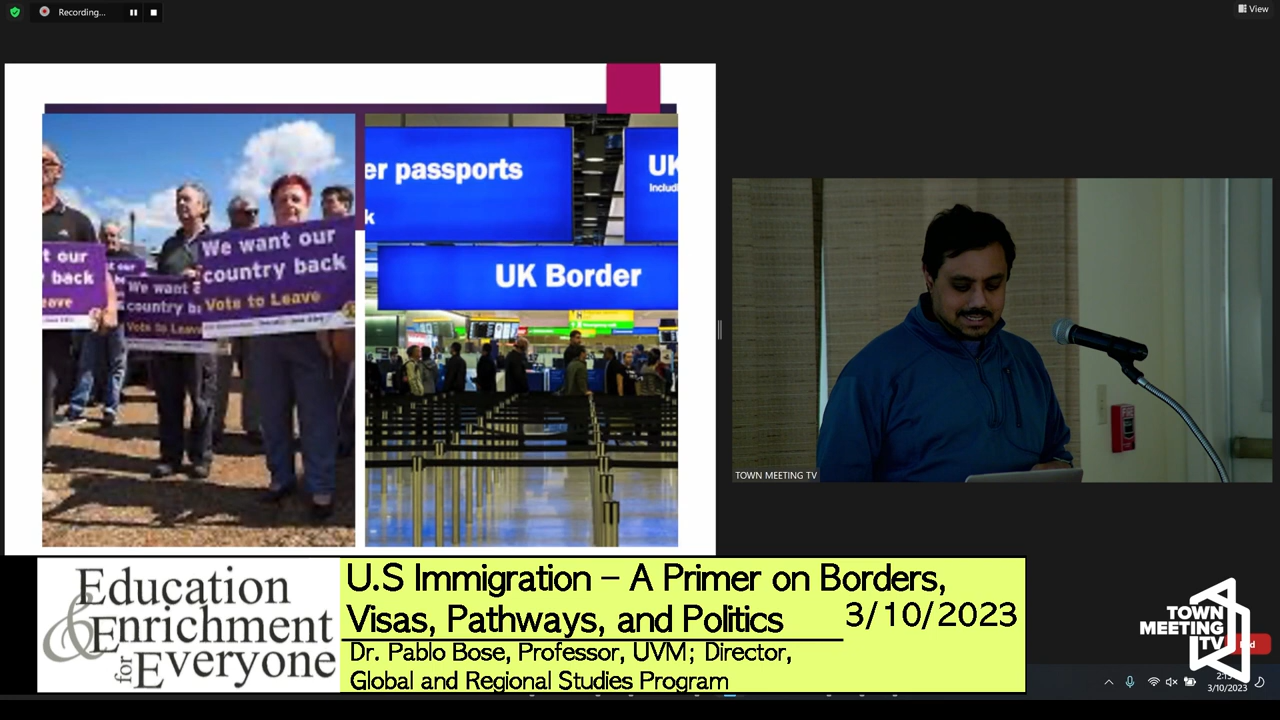 Recording...
View
er passports
UK
k
UK Border
We want our
country back
Vote to Leave
t our
back
eave
We want
country b
Vote to Leave
TOWN MEETING TV
Education
& Enrichment
for Everyone
U.S Immigration – A Primer on Borders,
Visas, Pathways, and Politics
3/10/2023
Dr. Pablo Bose, Professor, UVM; Director,
Global and Regional Studies Program
TOWN
MEETING
TV
3/10/2023